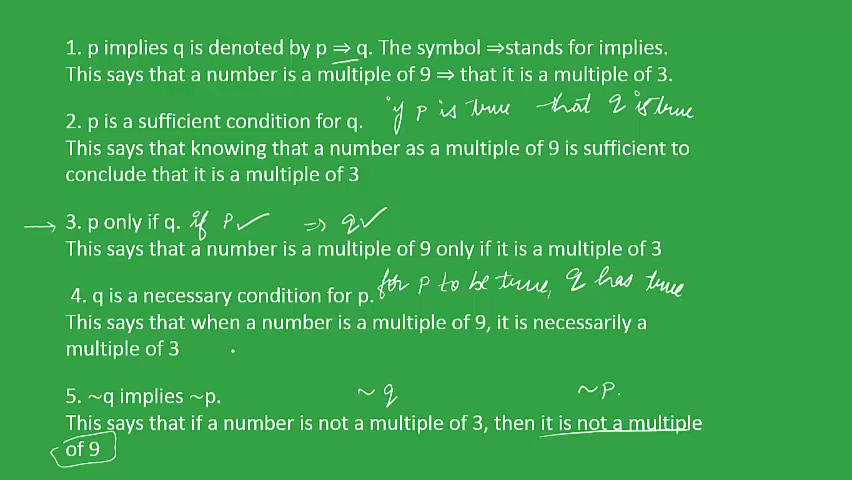 1. p implies q is denoted by p ⇒ q. The symbol ⇒stands for implies.
This says that a number is a multiple of 9 ⇒ that it is a multiple of 3.
if p is true that q is true
2. p is a sufficient condition for q.
This says that knowing that a number as a multiple of 9 is sufficient to
conclude that it is a multiple of 3
→ 3. p only if q. if p✓ ⇒ q✓
This says that a number is a multiple of 9 only if it is a multiple of 3
4. q is a necessary condition for p. for p to be true, q has true
This says that when a number is a multiple of 9, it is necessarily a
multiple of 3
5. ~q implies ~p. ~q ~p.
This says that if a number is not a multiple of 3, then it is not a multiple
of 9